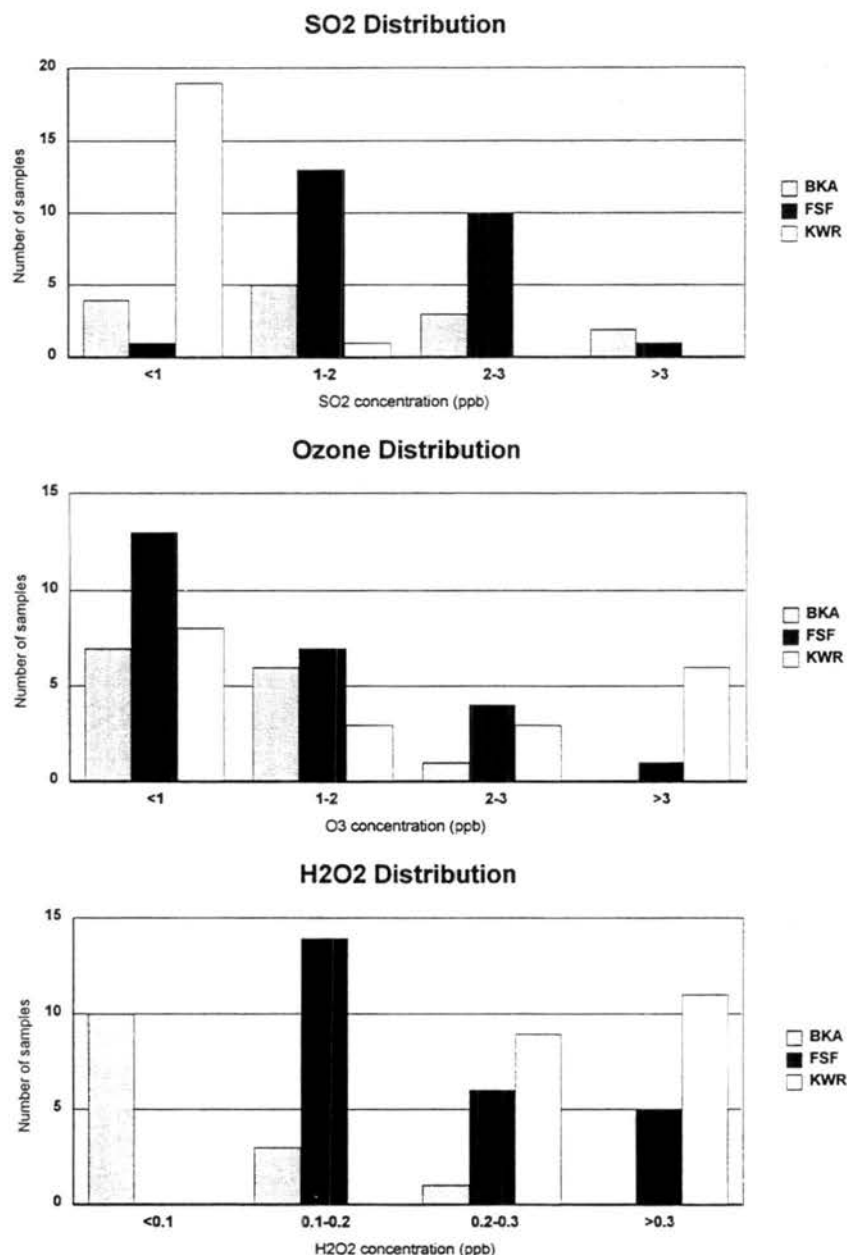 SO2 Distribution
20
15
10
5
0
Number of samples
<1 1-2 2-3 >3
SO2 concentration (ppb)
BKA
FSF
KWR
Ozone Distribution
15
10
5
0
Number of samples
<1 1-2 2-3 >3
O3 concentration (ppb)
BKA
FSF
KWR
H2O2 Distribution
15
10
5
0
Number of samples
<0.1 0.1-0.2 0.2-0.3 >0.3
H2O2 concentration (ppb)
BKA
FSF
KWR